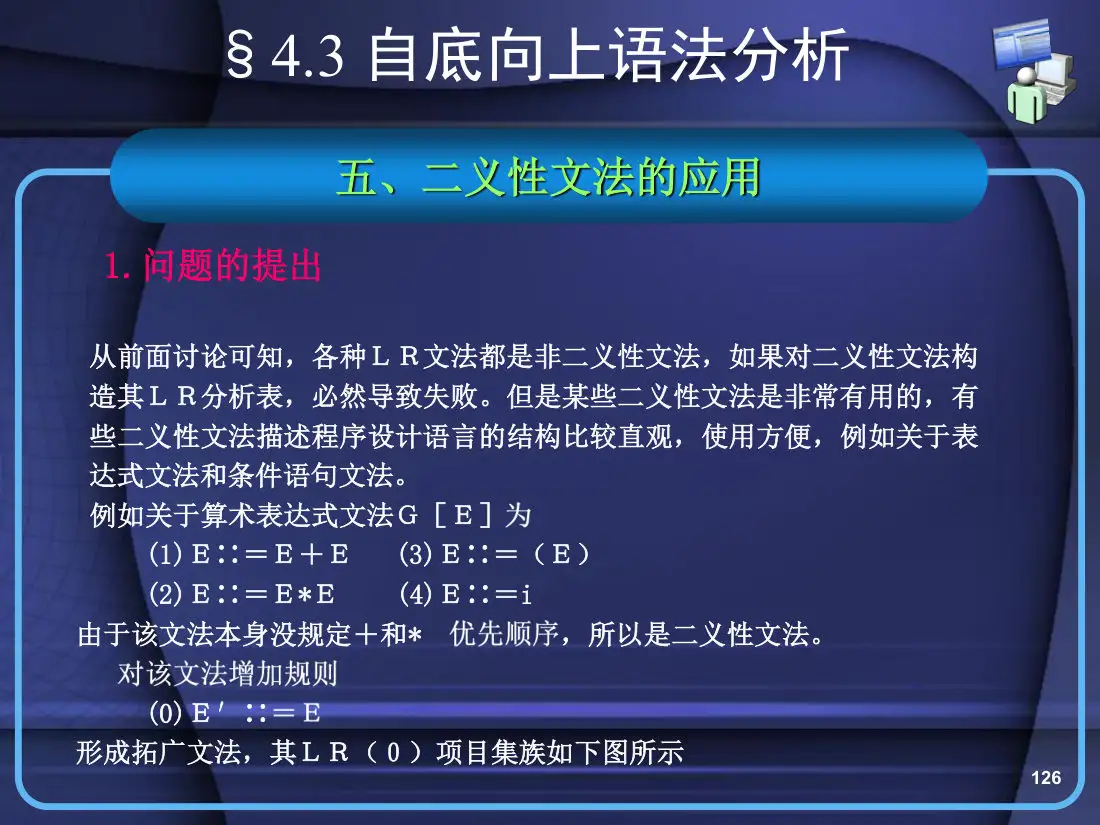 §4.3 自底向上语法分析
五、二义性文法的应用
1.问题的提出
从前面讨论可知，各种ＬＲ文法都是非二义性文法，如果对二义性文法构
造其ＬＲ分析表，必然导致失败。但是某些二义性文法是非常有用的，有
些二义性文法描述程序设计语言的结构比较直观，使用方便，例如关于表
达式文法和条件语句文法。
例如关于算术表达式文法Ｇ［Ｅ］为
(1)Ｅ∷＝Ｅ＋Ｅ (3)Ｅ∷＝（Ｅ）
(2)Ｅ∷＝Ｅ*Ｅ (4)Ｅ∷＝i
由于该文法本身没规定＋和* 优先顺序，所以是二义性文法。
对该文法增加规则
(0)Ｅ′∷＝Ｅ
形成拓广文法，其ＬＲ（０）项目集族如下图所示
126